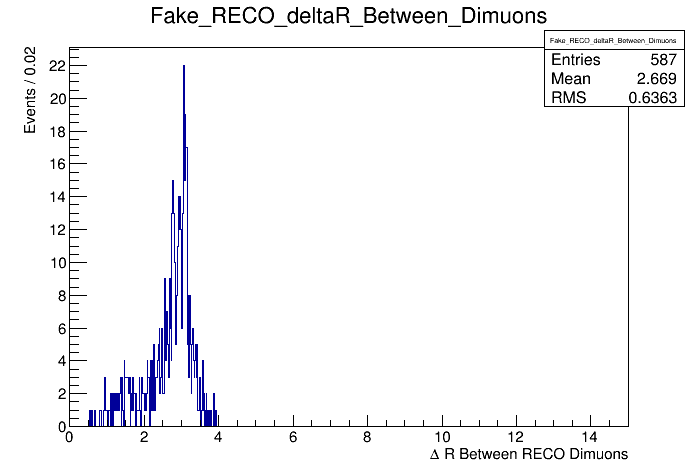 Fake_RECO_deltaR_Between_Dimuons
Fake_RECO_deltaR_Between_Dimuons
Entries 587
Mean 2.669
RMS 0.6363
Events / 0.02
22
20
18
16
14
12
10
8
6
4
2
0
0 2 4 6 8 10 12 14
Δ R Between RECO Dimuons